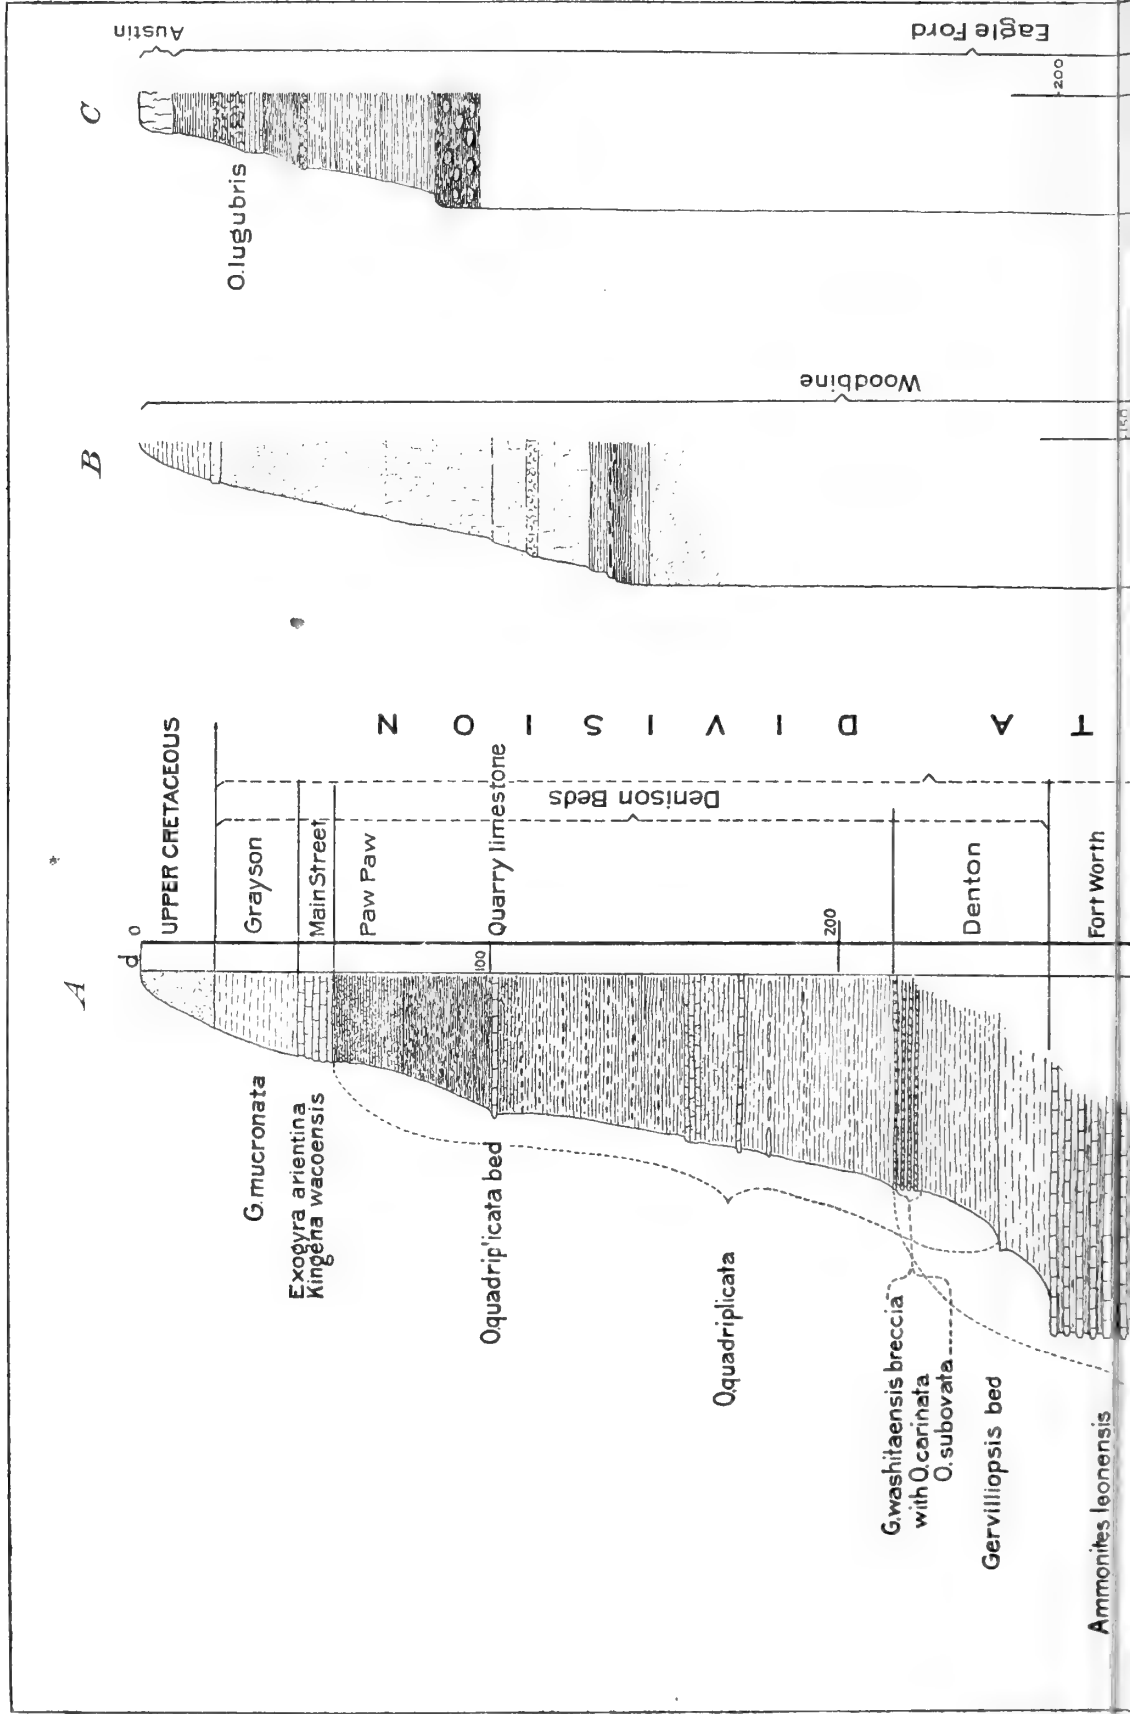 A
d
0
UPPER CRETACEOUS
Grayson
Main Street
Paw Paw
100
Quarry limestone
200
Denton
Fort Worth
Denison Beds
T A D I V I S I O N
G. mucronata
Exogyra arientina
Kingena wacoensis
O.quadriplicata bed
O.quadriplicata
G.washitaensis breccia
with O.carinata
O. subovata
Gervilliopsis bed
Ammonites leonensis
B
Woodbine
150
C
O. lugubris
Austin
Eagle Ford
200